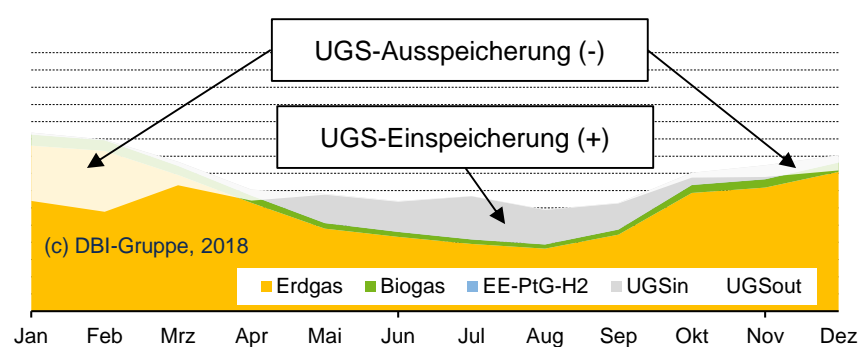 UGS-Ausspeicherung (-)
UGS-Einspeicherung (+)
(c) DBI-Gruppe, 2018
Erdgas Biogas EE-PtG-H2 UGSin UGSout
Jan Feb Mrz Apr Mai Jun Jul Aug Sep Okt Nov Dez